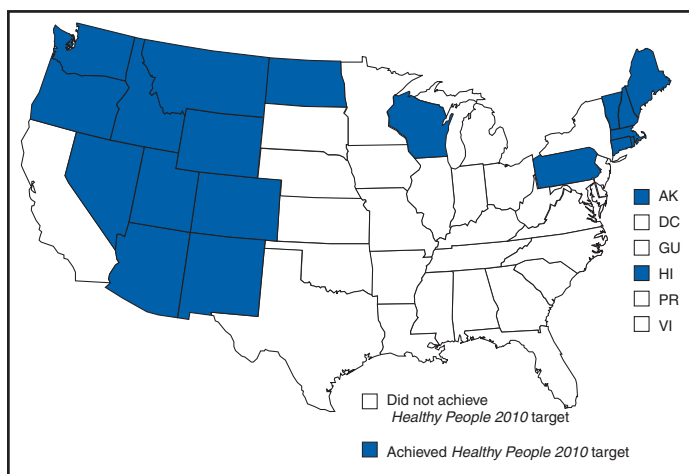 AK
DC
GU
HI
PR
VI
Did not achieve
Healthy People 2010 target
Achieved Healthy People 2010 target